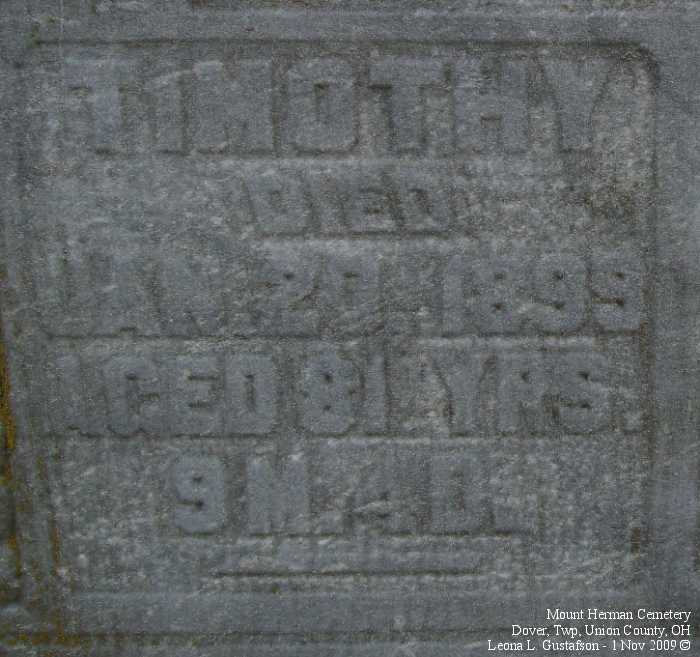 TIMOTHY
DIED
JAN. 20, 1899
AGED 81 YRS.
9 M. 4 D.
Mount Herman Cemetery
Dover, Twp, Union County, OH
Leona L. Gustafson - 1 Nov 2009 ©